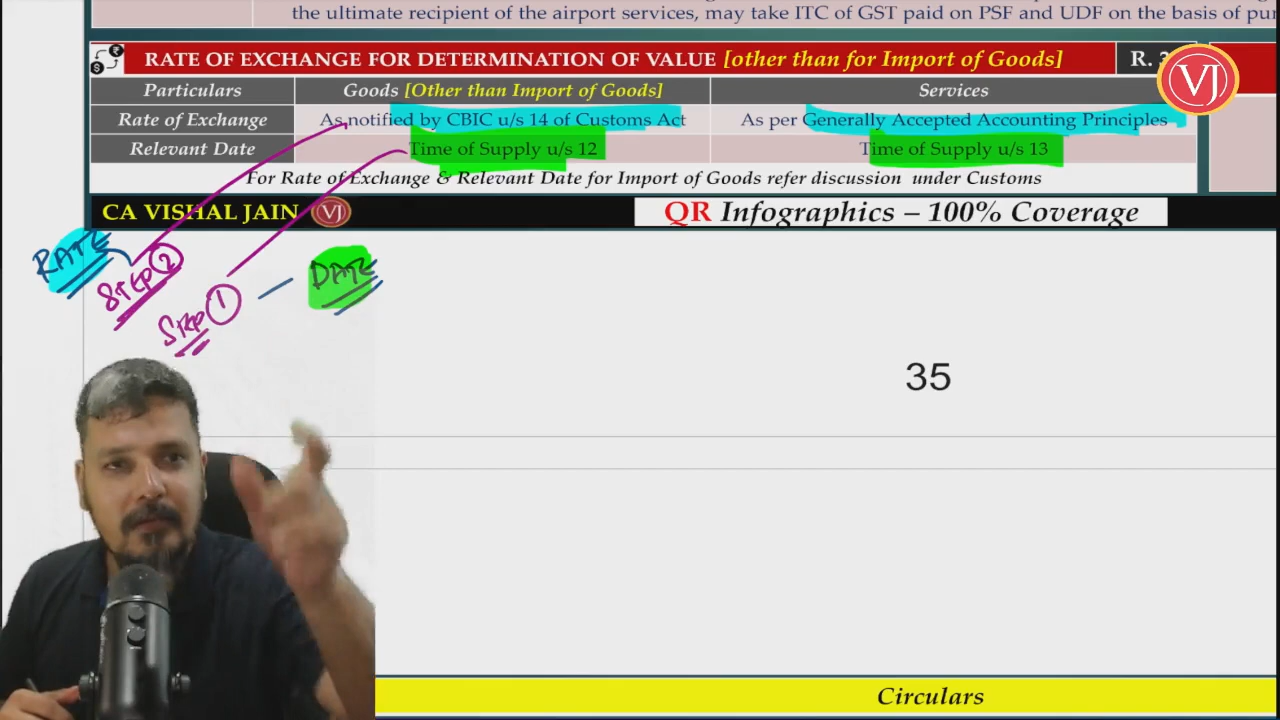 the ultimate recipient of the airport services, may take ITC of GST paid on PSF and UDF on the basis of
RATE OF EXCHANGE FOR DETERMINATION OF VALUE [other than for Import of Goods] R.
VJ
Particulars Goods [Other than Import of Goods] Services
Rate of Exchange As notified by CBIC u/s 14 of Customs Act As per Generally Accepted Accounting Principles
Relevant Date Time of Supply u/s 12 Time of Supply u/s 13
For Rate of Exchange & Relevant Date for Import of Goods refer discussion under Customs
CA VISHAL JAIN VJ QR Infographics – 100% Coverage
RATE
STEP 2
DATE
STEP 1
35
Circulars